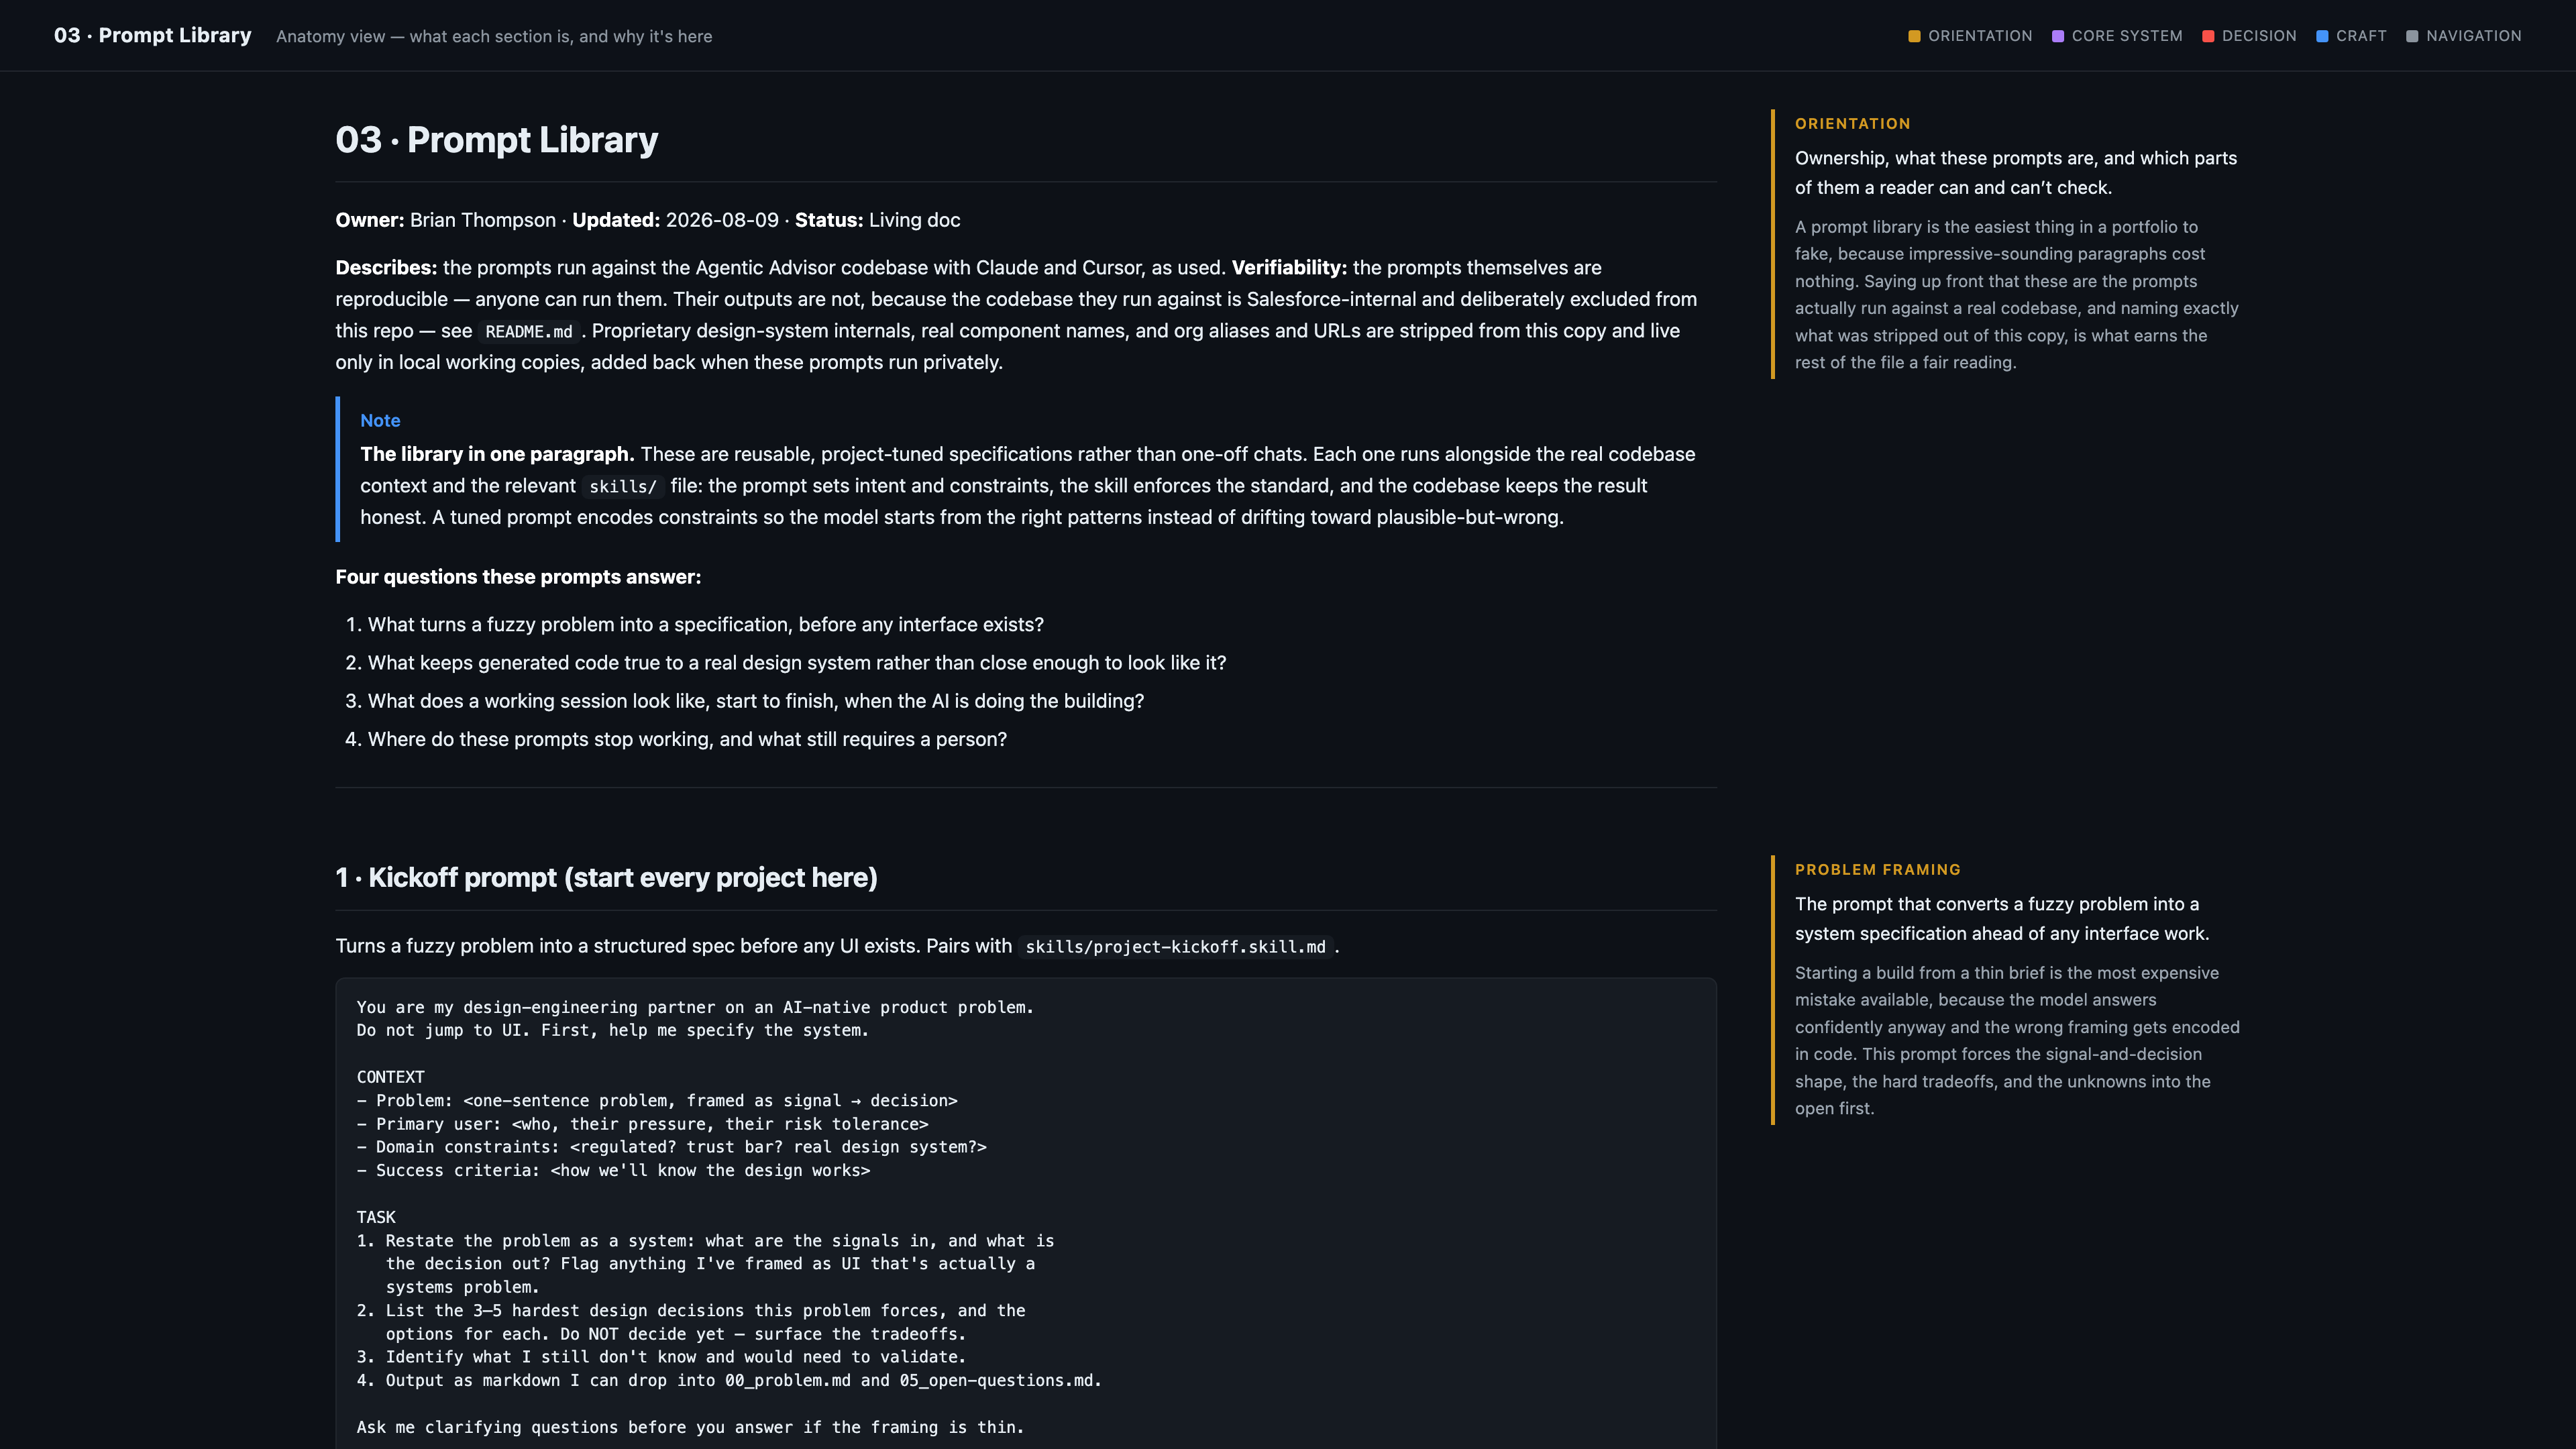 03 · Prompt Library
Anatomy view — what each section is, and why it's here
ORIENTATION
CORE SYSTEM
DECISION
CRAFT
NAVIGATION
03 · Prompt Library
Owner: Brian Thompson · Updated: 2026-08-09 · Status: Living doc
Describes: the prompts run against the Agentic Advisor codebase with Claude and Cursor, as used. Verifiability: the prompts themselves are
reproducible — anyone can run them. Their outputs are not, because the codebase they run against is Salesforce-internal and deliberately excluded from
this repo — see README.md. Proprietary design-system internals, real component names, and org aliases and URLs are stripped from this copy and live
only in local working copies, added back when these prompts run privately.
Note
The library in one paragraph. These are reusable, project-tuned specifications rather than one-off chats. Each one runs alongside the real codebase
context and the relevant skills/ file: the prompt sets intent and constraints, the skill enforces the standard, and the codebase keeps the result
honest. A tuned prompt encodes constraints so the model starts from the right patterns instead of drifting toward plausible-but-wrong.
Four questions these prompts answer:
1. What turns a fuzzy problem into a specification, before any interface exists?
2. What keeps generated code true to a real design system rather than close enough to look like it?
3. What does a working session look like, start to finish, when the AI is doing the building?
4. Where do these prompts stop working, and what still requires a person?
ORIENTATION
Ownership, what these prompts are, and which parts
of them a reader can and can’t check.
A prompt library is the easiest thing in a portfolio to
fake, because impressive-sounding paragraphs cost
nothing. Saying up front that these are the prompts
actually run against a real codebase, and naming exactly
what was stripped out of this copy, is what earns the
rest of the file a fair reading.
1 · Kickoff prompt (start every project here)
Turns a fuzzy problem into a structured spec before any UI exists. Pairs with skills/project-kickoff.skill.md.
You are my design-engineering partner on an AI-native product problem.
Do not jump to UI. First, help me specify the system.
CONTEXT
- Problem: <one-sentence problem, framed as signal → decision>
- Primary user: <who, their pressure, their risk tolerance>
- Domain constraints: <regulated? trust bar? real design system?>
- Success criteria: <how we'll know the design works>
TASK
1. Restate the problem as a system: what are the signals in, and what is
the decision out? Flag anything I've framed as UI that's actually a
systems problem.
2. List the 3–5 hardest design decisions this problem forces, and the
options for each. Do NOT decide yet — surface the tradeoffs.
3. Identify what I still don't know and would need to validate.
4. Output as markdown I can drop into 00_problem.md and 05_open-questions.md.
Ask me clarifying questions before you answer if the framing is thin.
PROBLEM FRAMING
The prompt that converts a fuzzy problem into a
system specification ahead of any interface work.
Starting a build from a thin brief is the most expensive
mistake available, because the model answers
confidently anyway and the wrong framing gets encoded
in code. This prompt forces the signal-and-decision
shape, the hard tradeoffs, and the unknowns into the
open first.